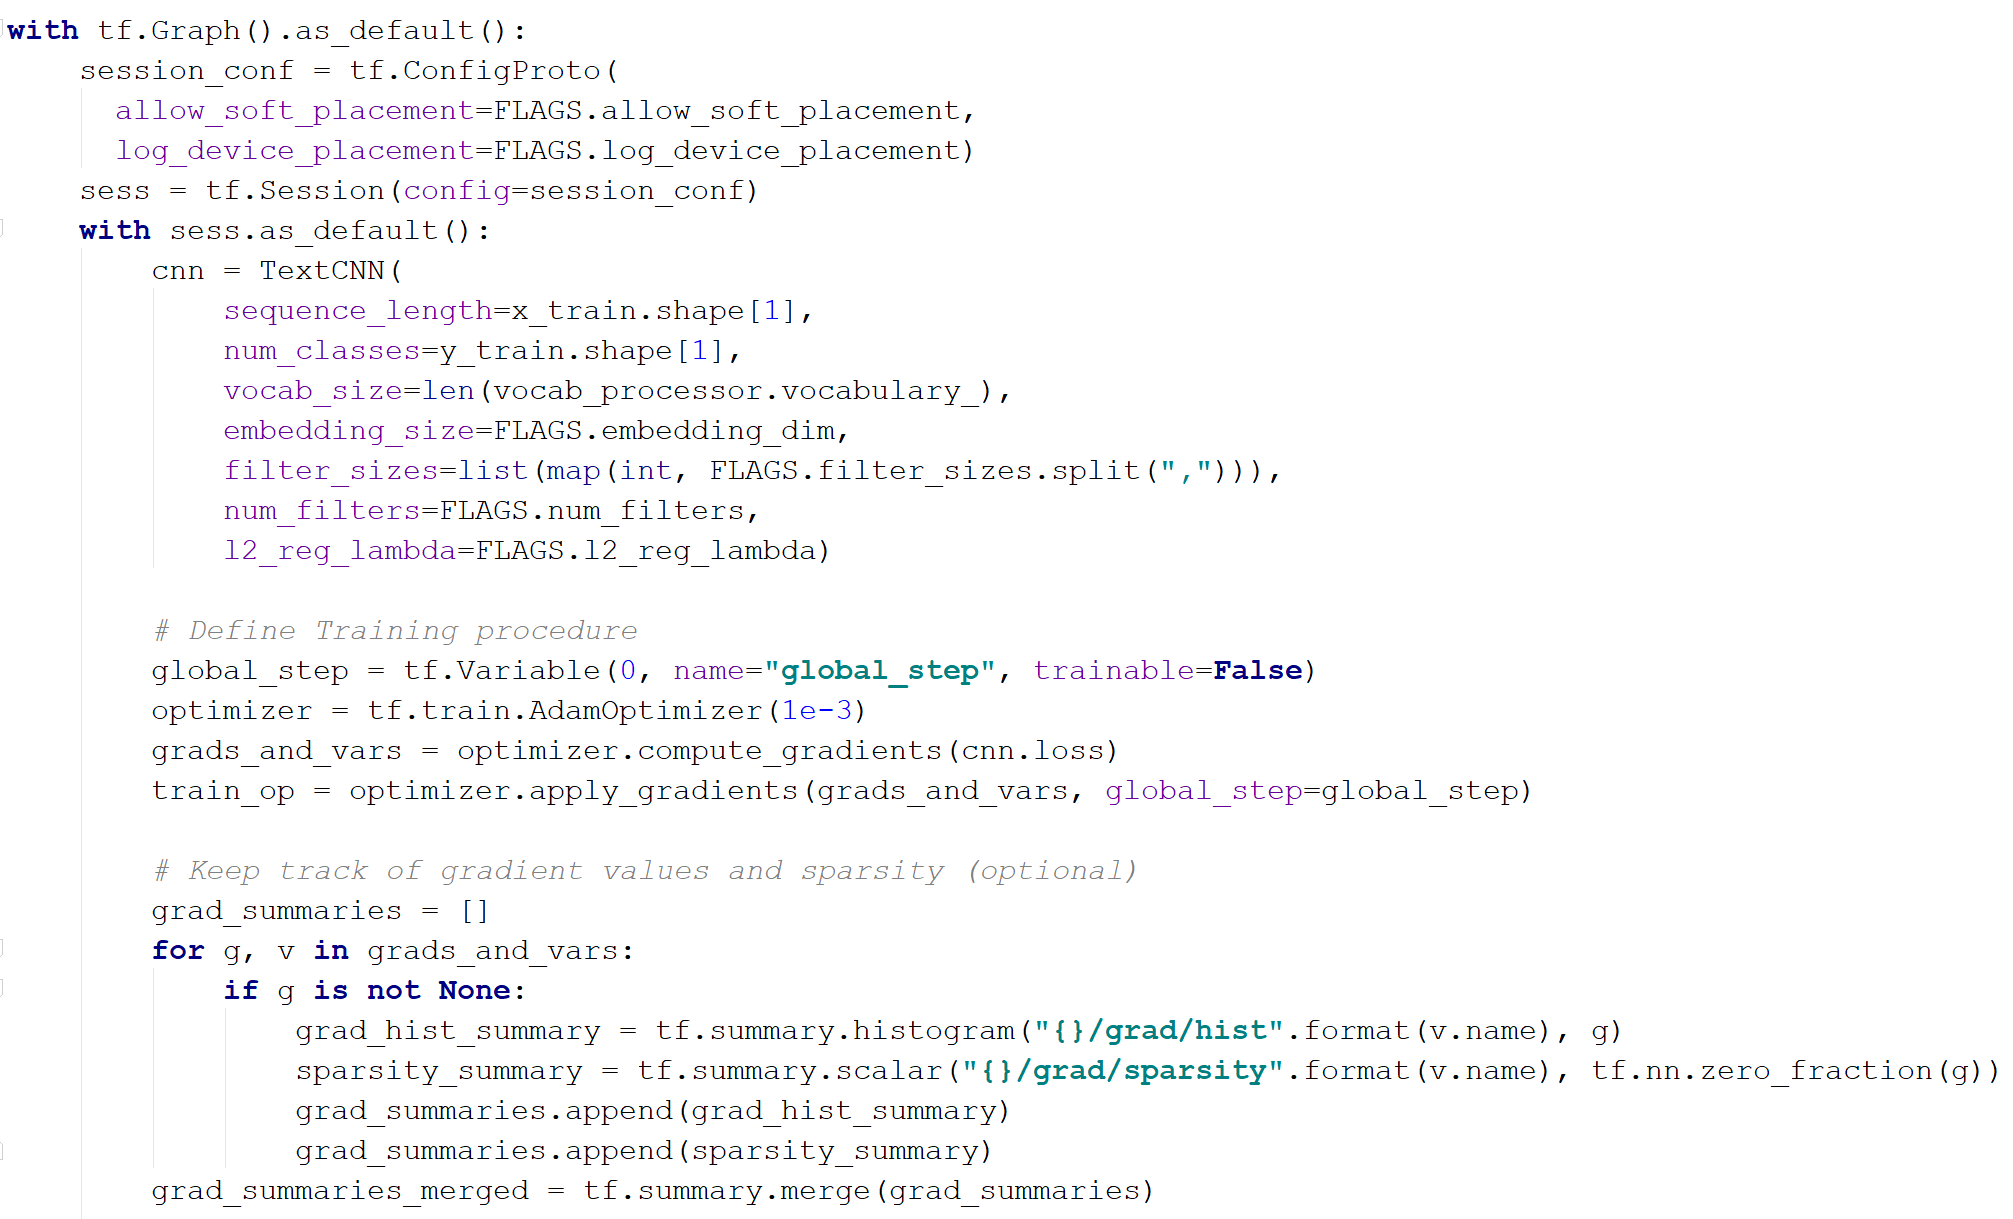 with tf.Graph().as_default():
    session_conf = tf.ConfigProto(
      allow_soft_placement=FLAGS.allow_soft_placement,
      log_device_placement=FLAGS.log_device_placement)
    sess = tf.Session(config=session_conf)
    with sess.as_default():
        cnn = TextCNN(
            sequence_length=x_train.shape[1],
            num_classes=y_train.shape[1],
            vocab_size=len(vocab_processor.vocabulary_),
            embedding_size=FLAGS.embedding_dim,
            filter_sizes=list(map(int, FLAGS.filter_sizes.split(","))),
            num_filters=FLAGS.num_filters,
            l2_reg_lambda=FLAGS.l2_reg_lambda)

        # Define Training procedure
        global_step = tf.Variable(0, name="global_step", trainable=False)
        optimizer = tf.train.AdamOptimizer(1e-3)
        grads_and_vars = optimizer.compute_gradients(cnn.loss)
        train_op = optimizer.apply_gradients(grads_and_vars, global_step=global_step)

        # Keep track of gradient values and sparsity (optional)
        grad_summaries = []
        for g, v in grads_and_vars:
            if g is not None:
                grad_hist_summary = tf.summary.histogram("{}/grad/hist".format(v.name), g)
                sparsity_summary = tf.summary.scalar("{}/grad/sparsity".format(v.name), tf.nn.zero_fraction(g))
                grad_summaries.append(grad_hist_summary)
                grad_summaries.append(sparsity_summary)
        grad_summaries_merged = tf.summary.merge(grad_summaries)